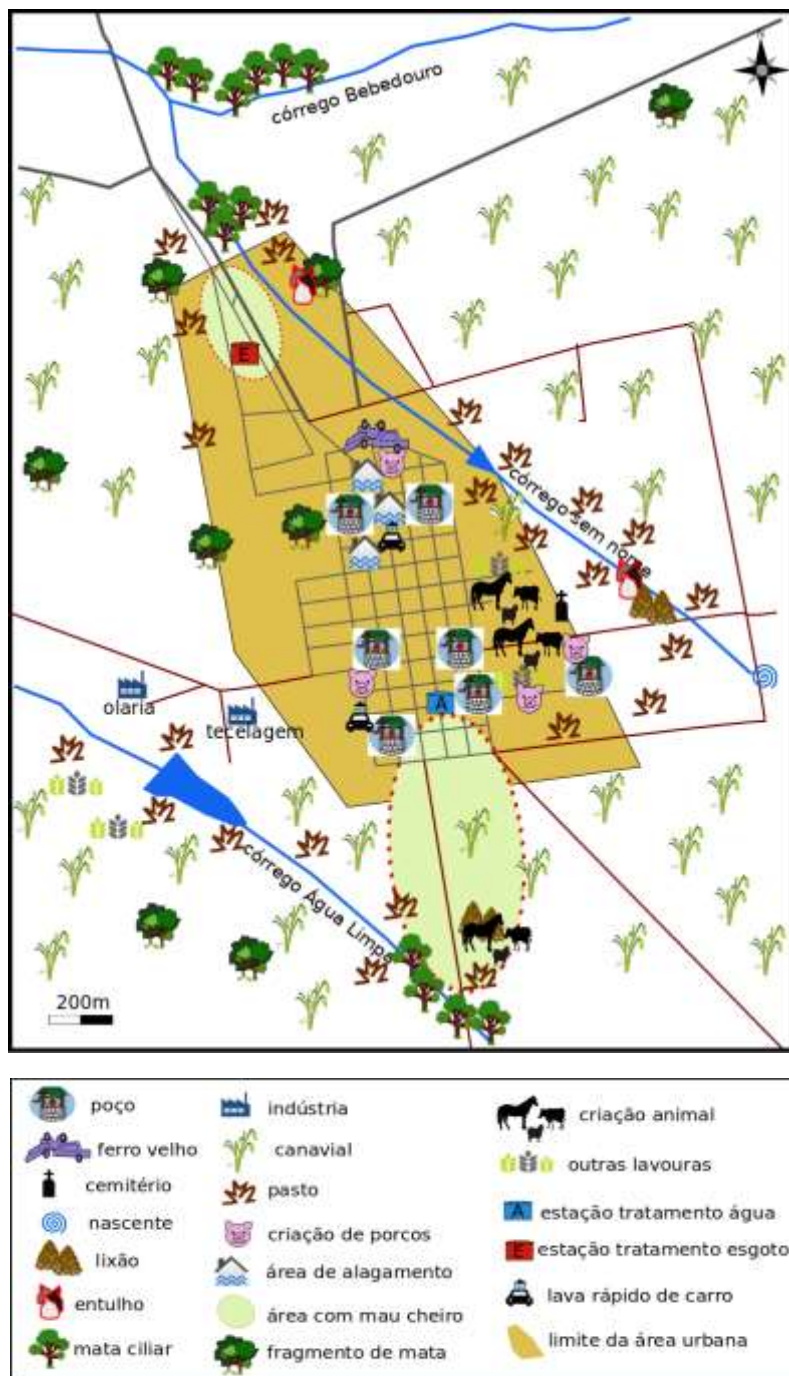 N
córrego Bebedouro
E
córrego sem nome
olaria
tecelagem
A
córrego Água Limpa
200m
poço
ferro velho
cemitério
nascente
lixão
entulho
mata ciliar
indústria
canavial
pasto
criação de porcos
área de alagamento
área com mau cheiro
fragmento de mata
criação animal
outras lavouras
A estação tratamento água
E estação tratamento esgoto
lava rápido de carro
limite da área urbana